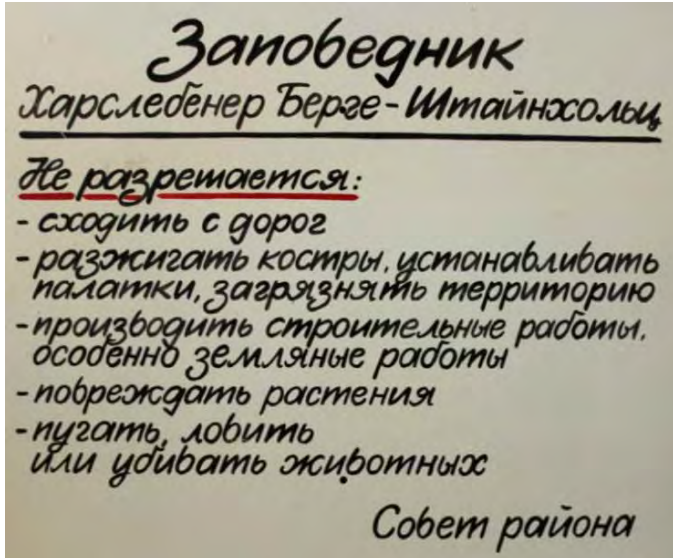 Заповедник
Харслебенер Берге-Штайнхольц
Не разрешается:
- сходить с дорог
- разжигать костры, устанавливать
палатки, загрязнять территорию
- производить строительные работы,
особенно земляные работы
- повреждать растения
- пугать, ловить
или убивать животных
Совет района